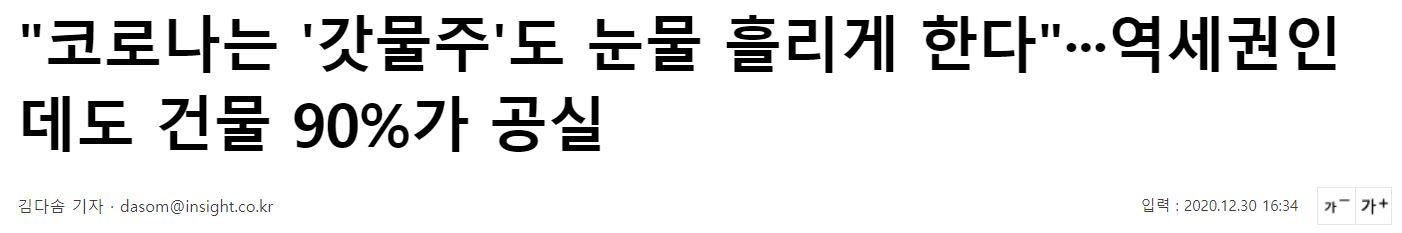 "코로나는 '갓물주'도 눈물 흘리게 한다"…역세권인
데도 건물 90%가 공실
김다솜 기자 · dasom@insight.co.kr
입력 : 2020.12.30 16:34
가- 가+